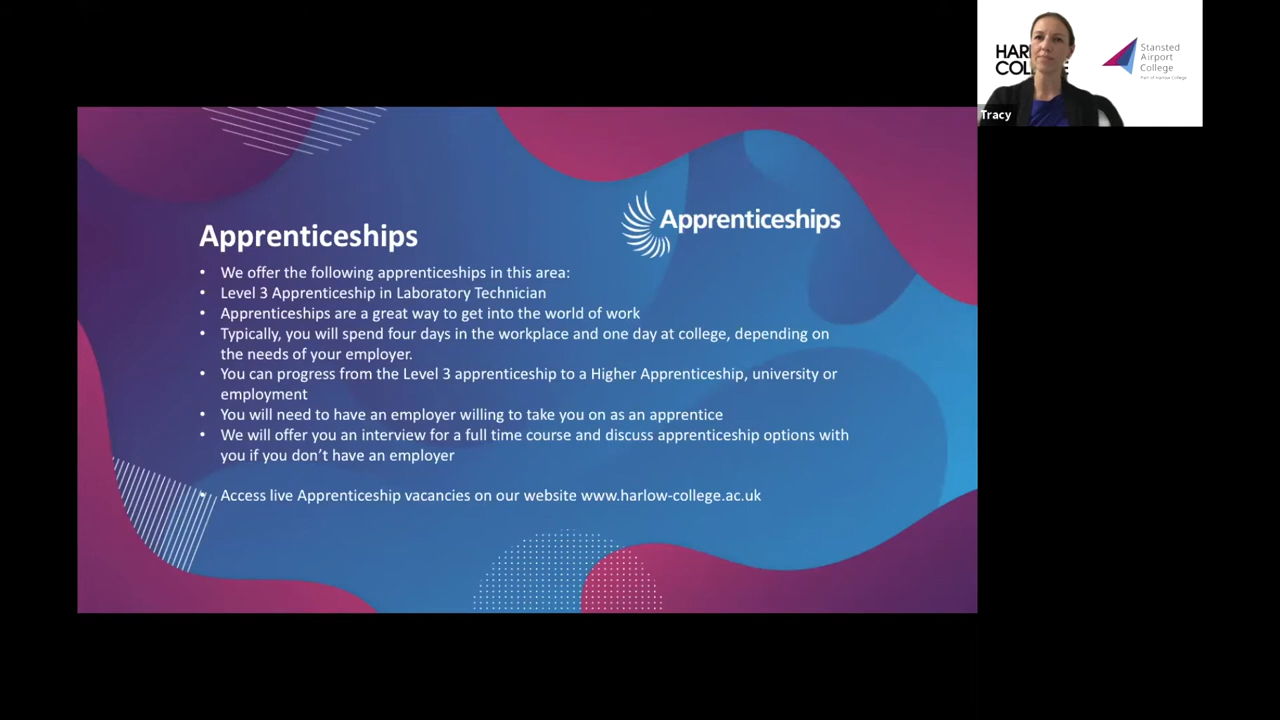 HARLOW
COLLEGE
Stansted
Airport
College
Part of Harlow College
Tracy
Apprenticeships
Apprenticeships
• We offer the following apprenticeships in this area:
• Level 3 Apprenticeship in Laboratory Technician
• Apprenticeships are a great way to get into the world of work
• Typically, you will spend four days in the workplace and one day at college, depending on
the needs of your employer.
• You can progress from the Level 3 apprenticeship to a Higher Apprenticeship, university or
employment
• You will need to have an employer willing to take you on as an apprentice
• We will offer you an interview for a full time course and discuss apprenticeship options with
you if you don't have an employer
• Access live Apprenticeship vacancies on our website www.harlow-college.ac.uk